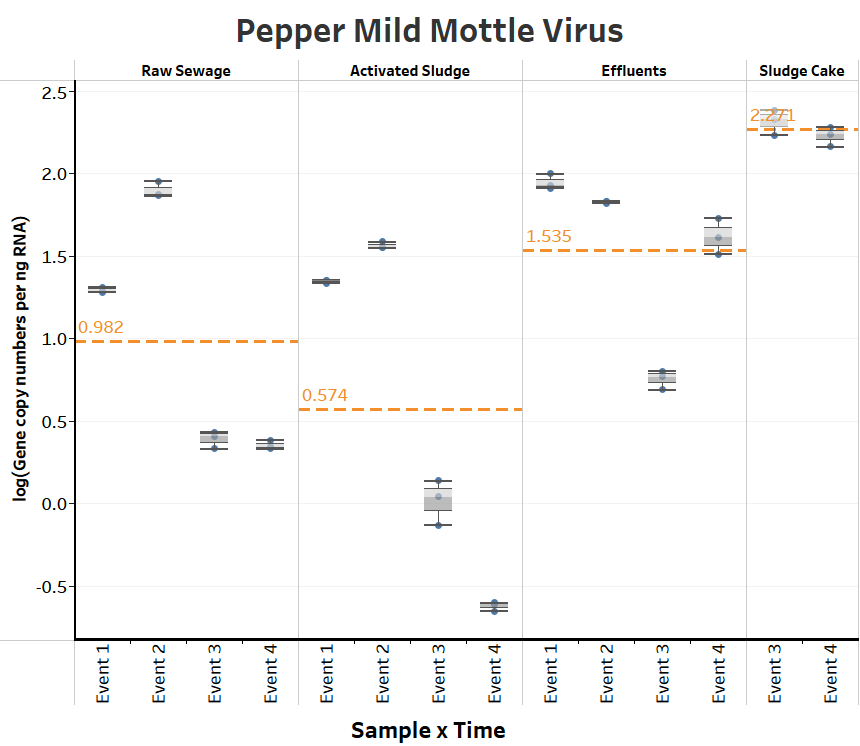 Pepper Mild Mottle Virus
Raw Sewage Activated Sludge Effluents Sludge Cake
log(Gene copy numbers per ng RNA)
2.5
2.0
1.5
1.0
0.5
0.0
-0.5
0.982
0.574
1.535
2.271
Event 1 Event 2 Event 3 Event 4 Event 1 Event 2 Event 3 Event 4 Event 1 Event 2 Event 3 Event 4 Event 3 Event 4
Sample x Time